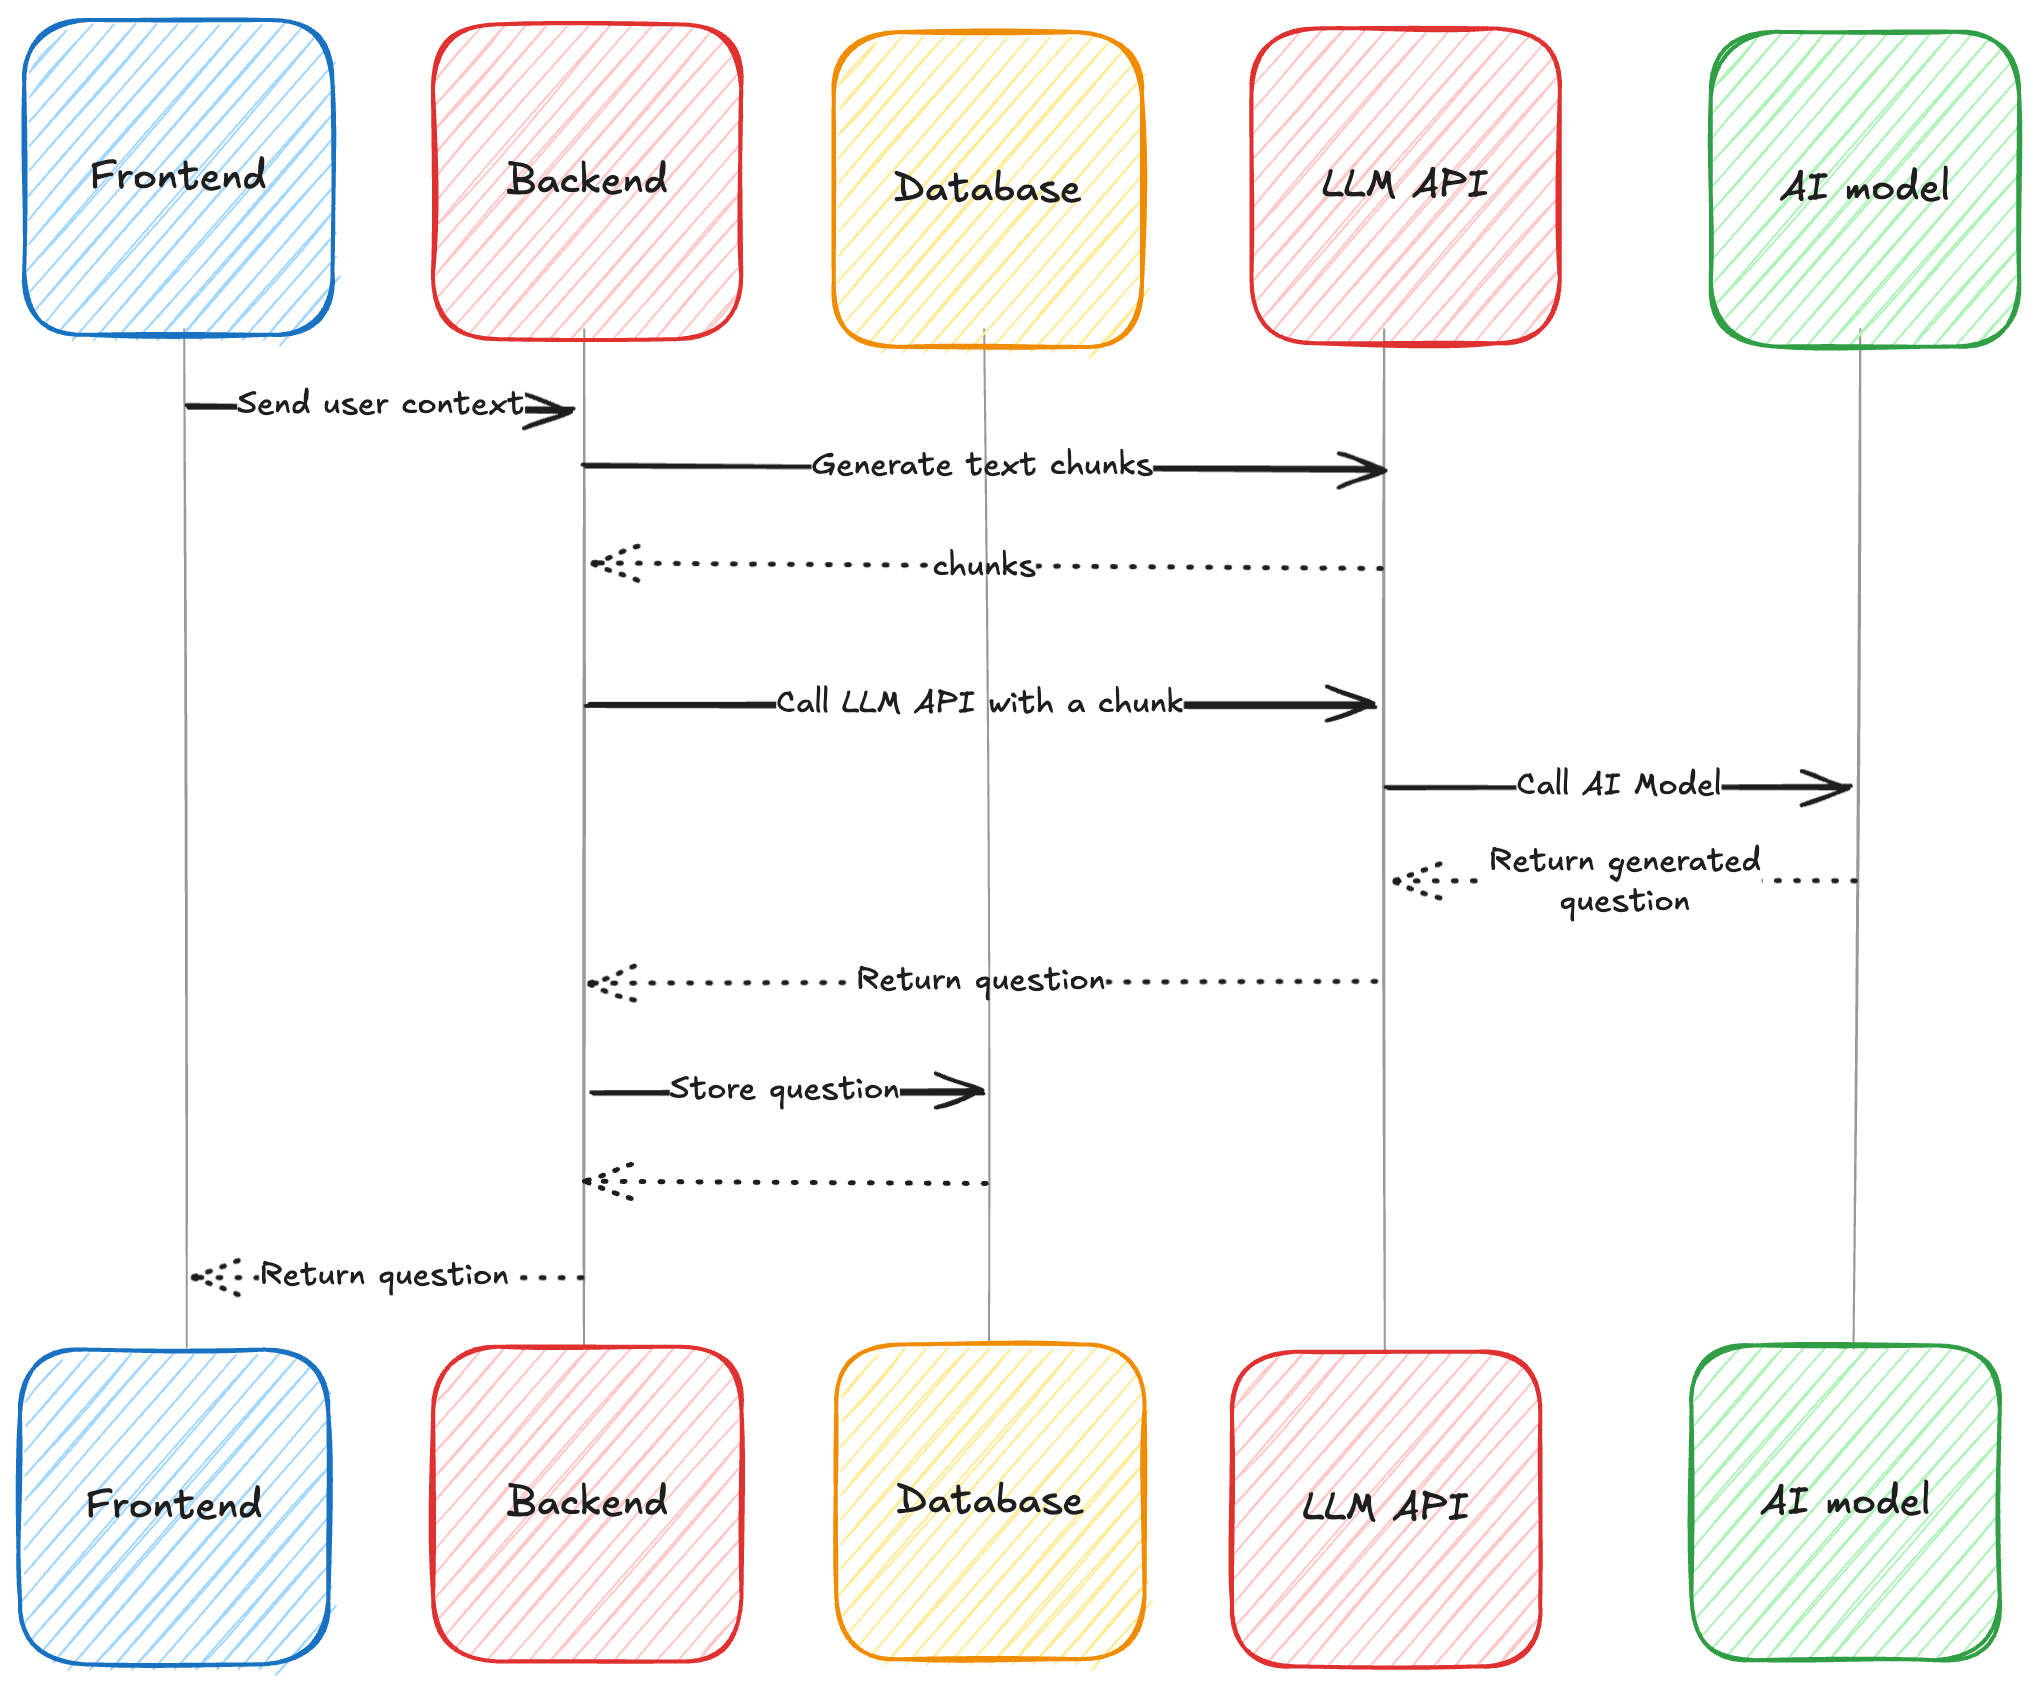 Frontend
Backend
Database
LLM API
AI model
Send user context
Generate text chunks
chunks
Call LLM API with a chunk
Call AI Model
Return generated
question
Return question
Store question
Return question
Frontend
Backend
Database
LLM API
AI model